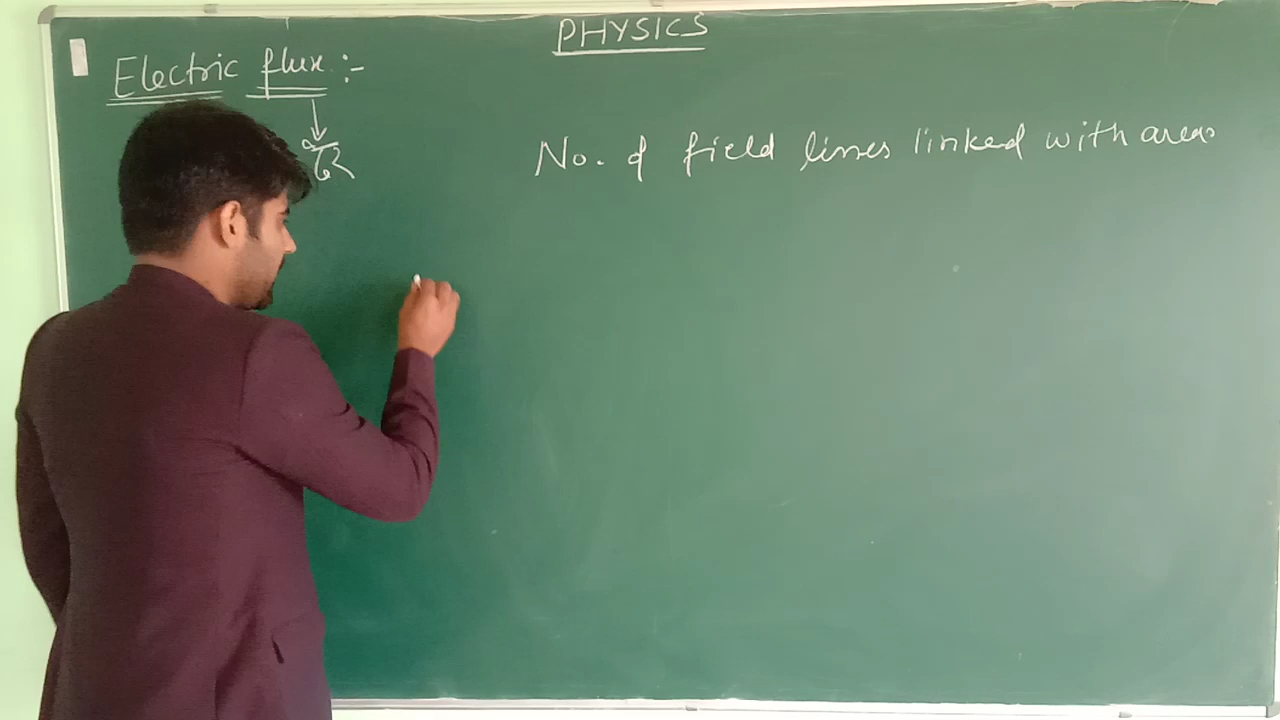 PHYSICS
Electric flux :-
No. of field lines linked with area